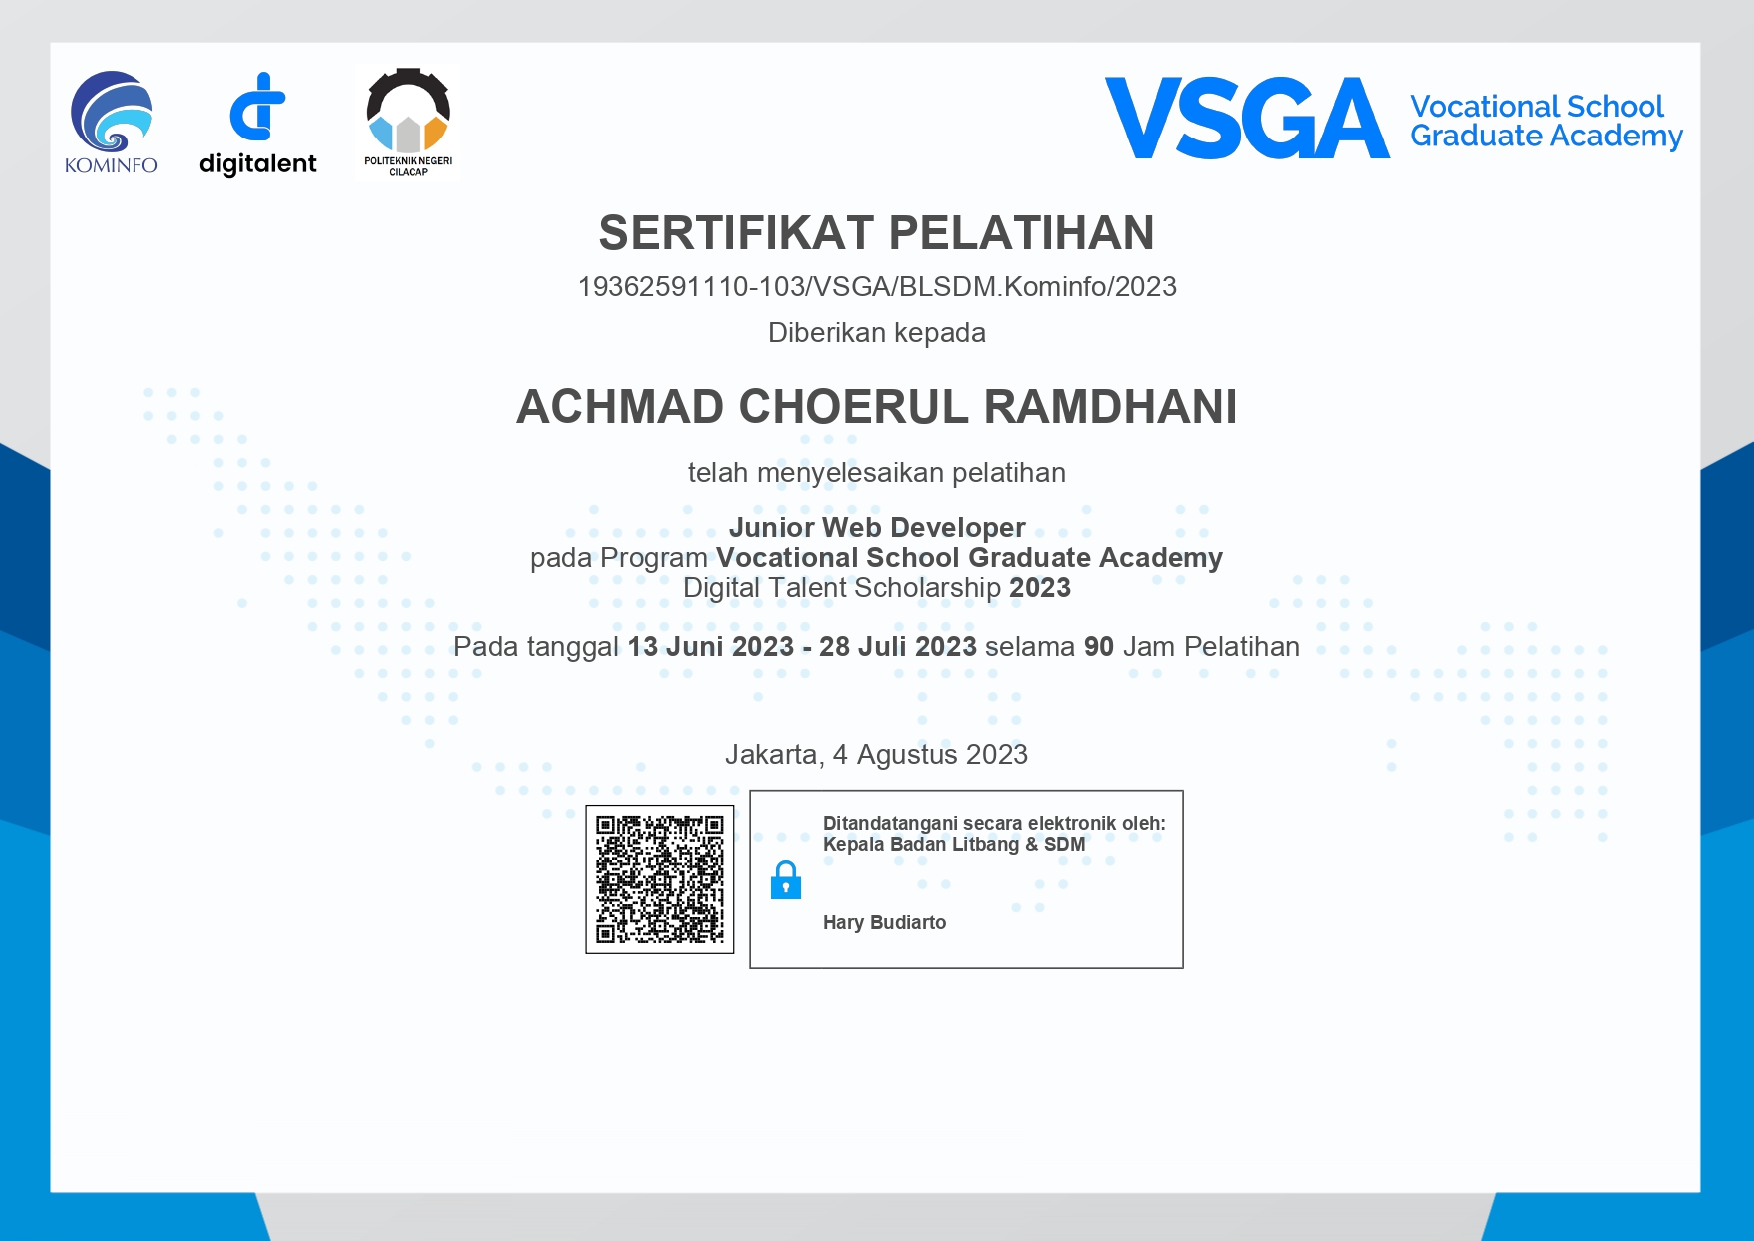 KOMINFO
digitalent
POLITEKNIK NEGERI
CILACAP
VSGA
Vocational School
Graduate Academy
SERTIFIKAT PELATIHAN
19362591110-103/VSGA/BLSDM.Kominfo/2023
Diberikan kepada
ACHMAD CHOERUL RAMDHANI
telah menyelesaikan pelatihan
Junior Web Developer
pada Program Vocational School Graduate Academy
Digital Talent Scholarship 2023
Pada tanggal 13 Juni 2023 - 28 Juli 2023 selama 90 Jam Pelatihan
Jakarta, 4 Agustus 2023
Ditandatangani secara elektronik oleh:
Kepala Badan Litbang & SDM
Hary Budiarto